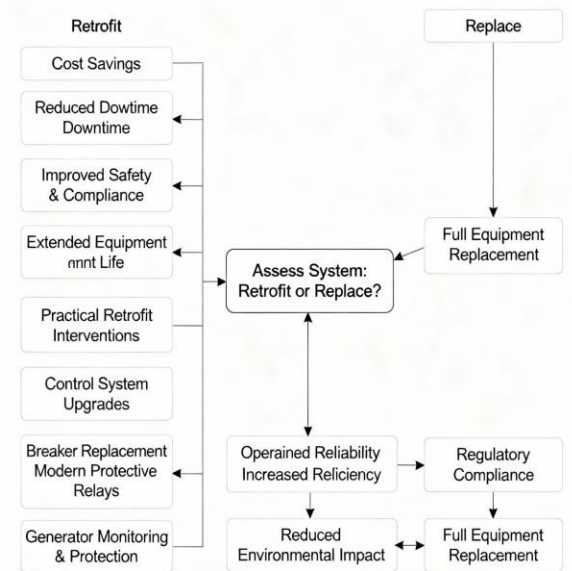 Retrofit
Replace
Cost Savings
Reduced Dowtime
Downtime
Improved Safety
& Compliance
Extended Equipment
mnt Life
Full Equipment
Replacement
Assess System:
Retrofit or Replace?
Practical Retrofit
Interventions
Control System
Upgrades
Breaker Replacement
Modern Protective
Relays
Operained Reliability
Increased Reliciency
Regulatory
Compliance
Generator Monitoring
& Protection
Reduced
Environmental Impact
Full Equipment
Replacement